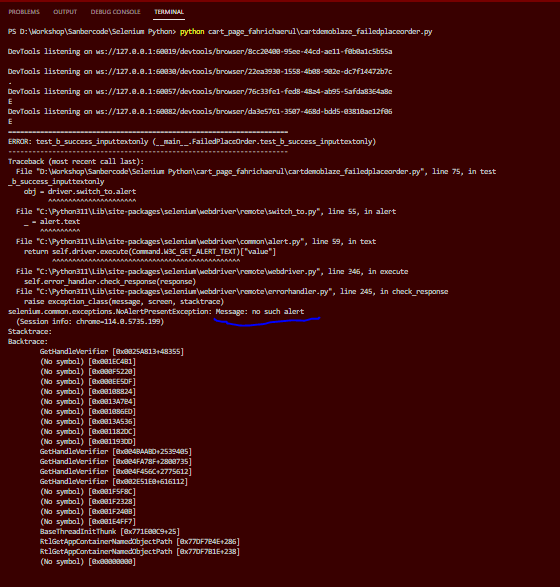 PROBLEMS OUTPUT DEBUG CONSOLE TERMINAL
PS D:\Workshop\Sanbercode\Selenium Python> python cart_page_fahrichaerul\cartdemoblaze_failedplaceorder.py
DevTools listening on ws://127.0.0.1:60019/devtools/browser/8cc20400-95ee-44cd-ae11-f0b0a1c5b55a
.
DevTools listening on ws://127.0.0.1:60030/devtools/browser/22ea3930-1558-4b08-902e-dc7f14472b7c
.
DevTools listening on ws://127.0.0.1:60057/devtools/browser/76c33fe1-fed8-48a4-ab95-5afda8364a8e
E
DevTools listening on ws://127.0.0.1:60082/devtools/browser/da3e5761-3507-468d-bdd5-03810ae12f06
E
======================================================================
ERROR: test_b_success_inputtextonly (__main__.FailedPlaceOrder.test_b_success_inputtextonly)
----------------------------------------------------------------------
Traceback (most recent call last):
File "D:\Workshop\Sanbercode\Selenium Python\cart_page_fahrichaerul\cartdemoblaze_failedplaceorder.py", line 75, in test
_b_success_inputtextonly
obj = driver.switch_to.alert
^^^^^^^^^^^^^^^^^^^^^^
File "C:\Python311\Lib\site-packages\selenium\webdriver\remote\switch_to.py", line 55, in alert
_ = alert.text
^^^^^^^^^^
File "C:\Python311\Lib\site-packages\selenium\webdriver\common\alert.py", line 59, in text
return self.driver.execute(Command.W3C_GET_ALERT_TEXT)["value"]
^^^^^^^^^^^^^^^^^^^^^^^^^^^^^^^^^^^^^^^^^^^^^^^^
File "C:\Python311\Lib\site-packages\selenium\webdriver\remote\webdriver.py", line 346, in execute
self.error_handler.check_response(response)
File "C:\Python311\Lib\site-packages\selenium\webdriver\remote\errorhandler.py", line 245, in check_response
raise exception_class(message, screen, stacktrace)
selenium.common.exceptions.NoAlertPresentException: Message: no such alert
(Session info: chrome=114.0.5735.199)
Stacktrace:
Backtrace:
GetHandleVerifier [0x0025A813+48355]
(No symbol) [0x001EC4B1]
(No symbol) [0x000F5220]
(No symbol) [0x000EE5DF]
(No symbol) [0x00108824]
(No symbol) [0x0013A7B4]
(No symbol) [0x001086ED]
(No symbol) [0x0013A536]
(No symbol) [0x001182DC]
(No symbol) [0x001193DD]
GetHandleVerifier [0x004BAABD+2539405]
GetHandleVerifier [0x004FA78F+2800735]
GetHandleVerifier [0x004F456C+2775612]
GetHandleVerifier [0x002E51E0+616112]
(No symbol) [0x001F5F8C]
(No symbol) [0x001F2328]
(No symbol) [0x001F240B]
(No symbol) [0x001E4FF7]
BaseThreadInitThunk [0x771E00C9+25]
RtlGetAppContainerNamedObjectPath [0x77DF7B4E+286]
RtlGetAppContainerNamedObjectPath [0x77DF7B1E+238]
(No symbol) [0x00000000]